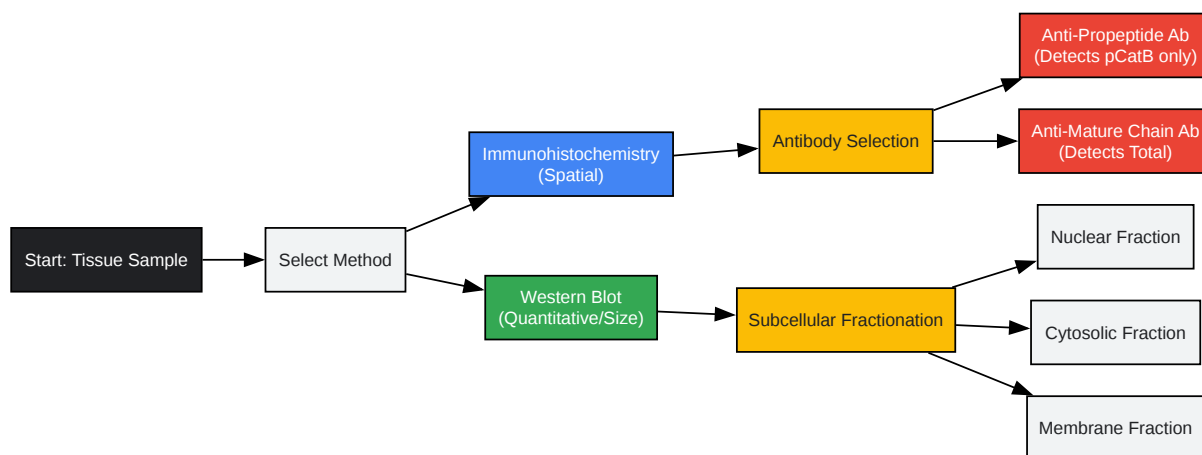 Start: Tissue Sample
Select Method
Immunohistochemistry
(Spatial)
Western Blot
(Quantitative/Size)
Antibody Selection
Subcellular Fractionation
Anti-Propeptide Ab
(Detects pCatB only)
Anti-Mature Chain Ab
(Detects Total)
Nuclear Fraction
Cytosolic Fraction
Membrane Fraction